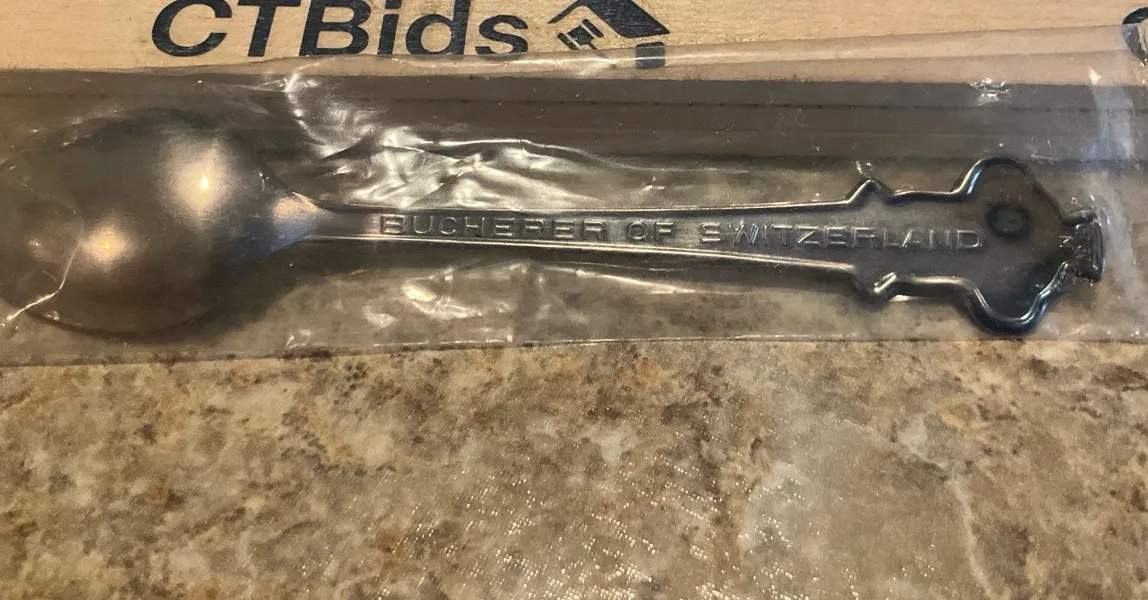 CTBids
BUCHERER OF SWITZERLAND